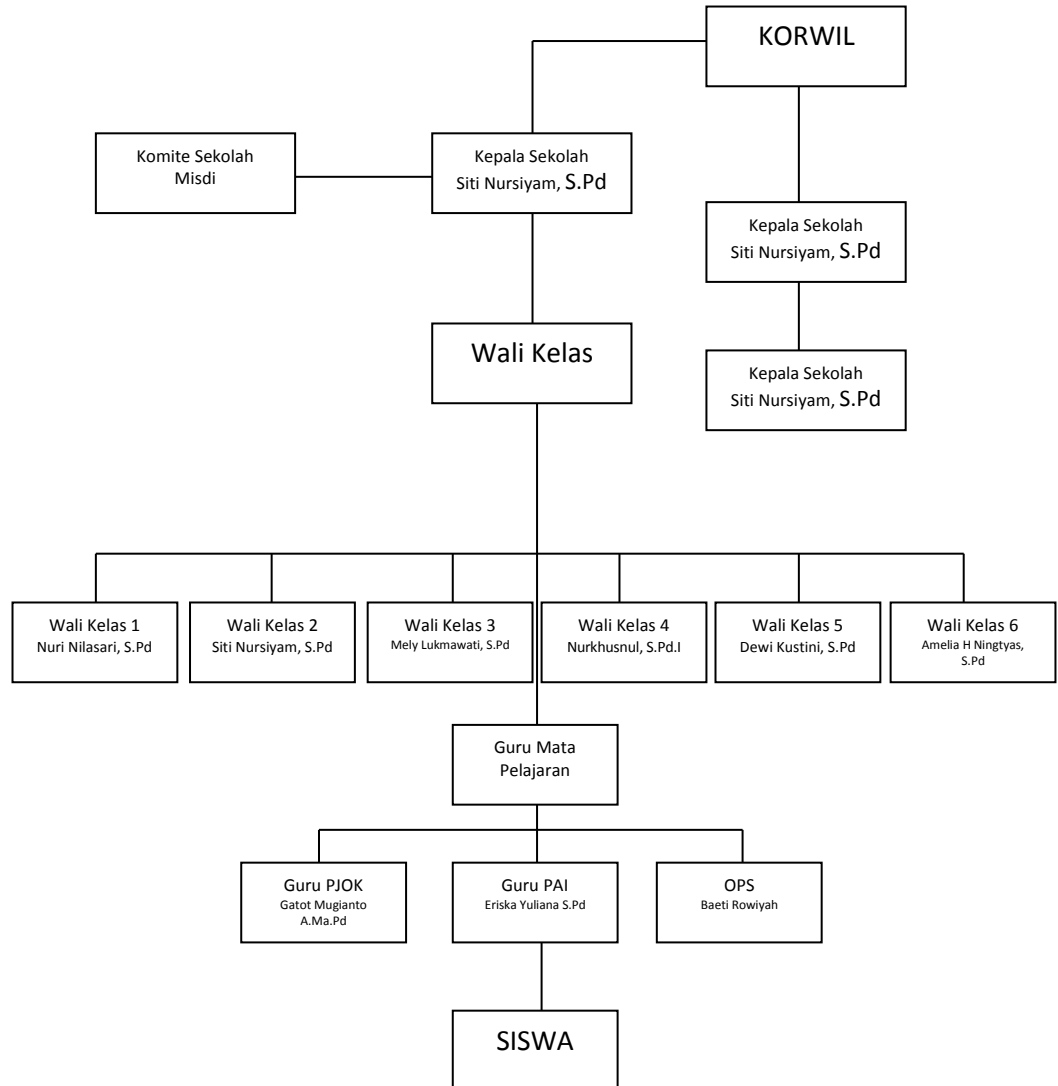 KORWIL
Komite Sekolah
Misdi
Kepala Sekolah
Siti Nursiyam, S.Pd
Kepala Sekolah
Siti Nursiyam, S.Pd
Wali Kelas
Kepala Sekolah
Siti Nursiyam, S.Pd
Wali Kelas 1
Nuri Nilasari, S.Pd
Wali Kelas 2
Siti Nursiyam, S.Pd
Wali Kelas 3
Mely Lukmawati, S.Pd
Wali Kelas 4
Nurkhusnul, S.Pd.I
Wali Kelas 5
Dewi Kustini, S.Pd
Wali Kelas 6
Amelia H Ningtyas,
S.Pd
Guru Mata
Pelajaran
Guru PJOK
Gatot Mugianto
A.Ma.Pd
Guru PAI
Eriska Yuliana S.Pd
OPS
Baeti Rowiyah
SISWA